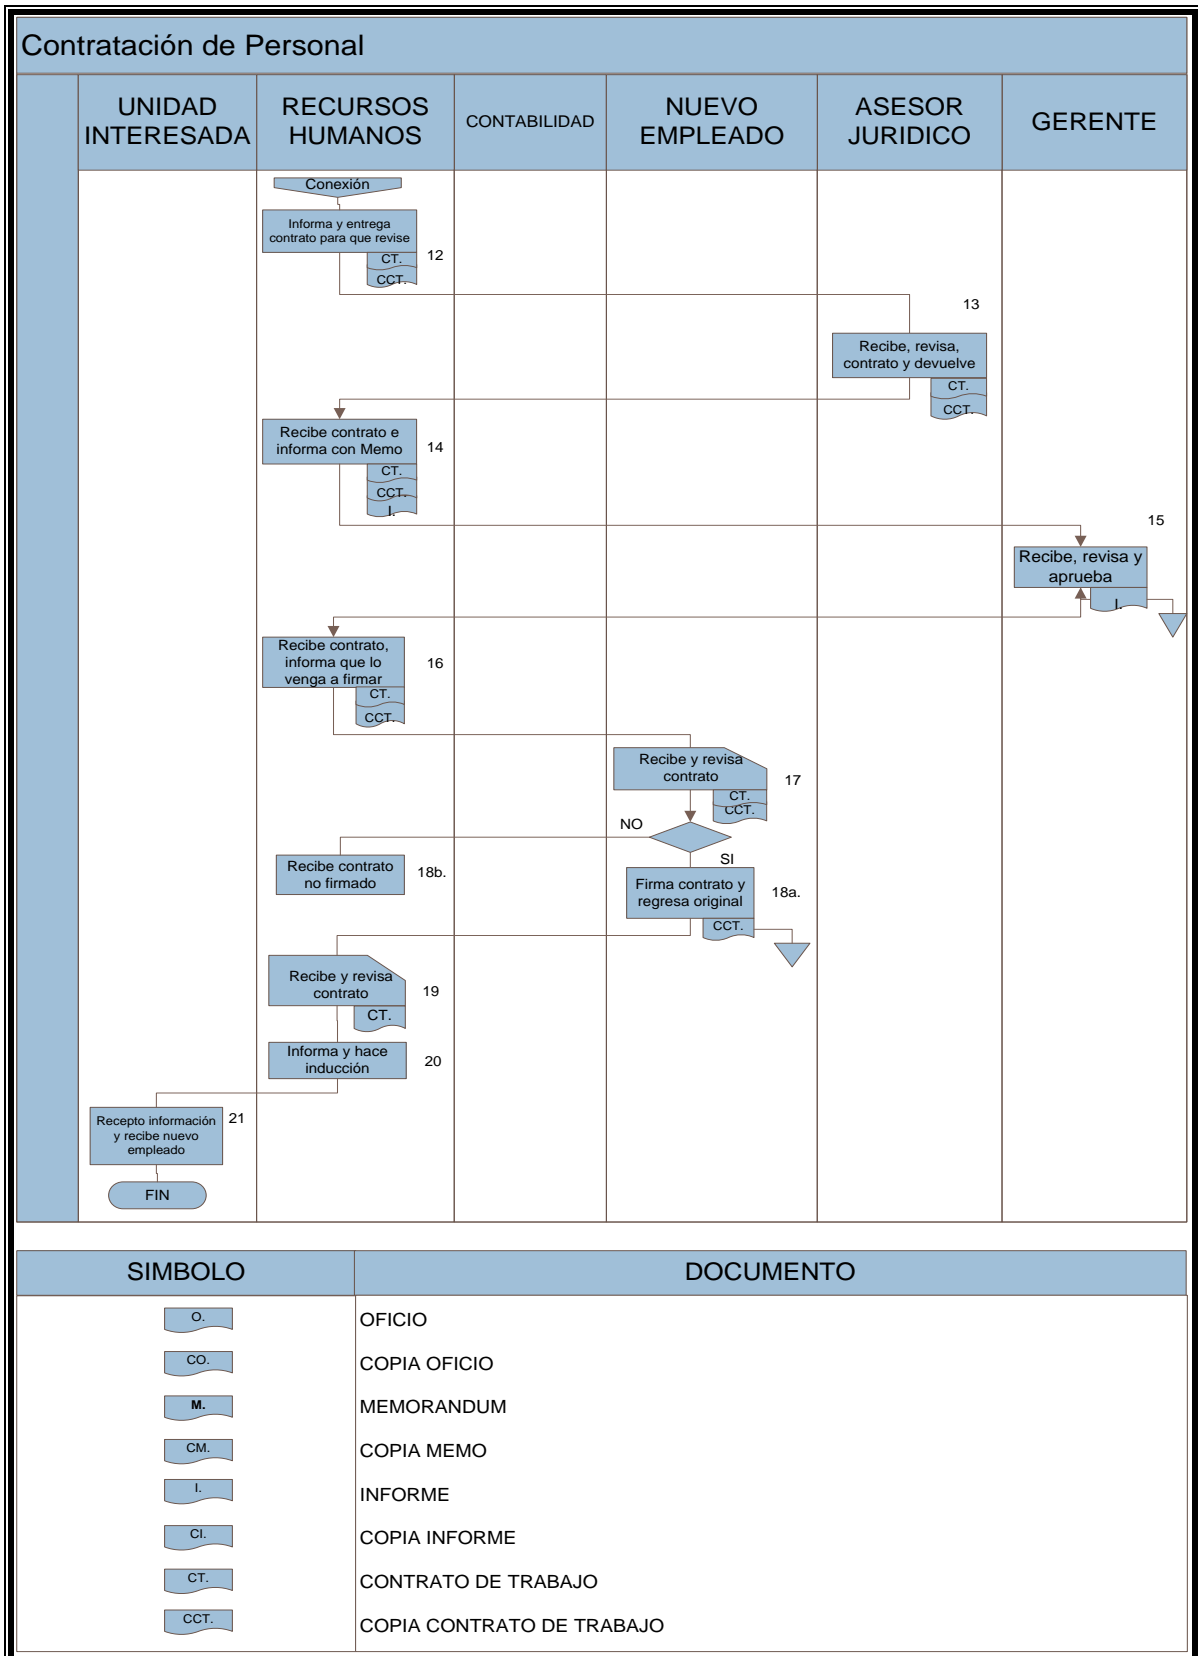 Contratación de Personal
UNIDAD
INTERESADA
RECURSOS
HUMANOS
CONTABILIDAD
NUEVO
EMPLEADO
ASESOR
JURIDICO
GERENTE
Conexión
Informa y entrega
contrato para que revise
12
CT.
CCT.
13
Recibe, revisa,
contrato y devuelve
CT.
CCT.
Recibe contrato e
informa con Memo
14
CT.
CCT.
I.
15
Recibe, revisa y
aprueba
I.
Recibe contrato,
informa que lo
venga a firmar
16
CT.
CCT.
Recibe y revisa
contrato
17
CT.
CCT.
NO
SI
Recibe contrato
no firmado
18b.
Firma contrato y
regresa original
18a.
CCT.
Recibe y revisa
contrato
19
CT.
Informa y hace
inducción
20
Recepto información
y recibe nuevo
empleado
21
FIN
SIMBOLO
DOCUMENTO
O.
OFICIO
CO.
COPIA OFICIO
M.
MEMORANDUM
CM.
COPIA MEMO
I.
INFORME
CI.
COPIA INFORME
CT.
CONTRATO DE TRABAJO
CCT.
COPIA CONTRATO DE TRABAJO